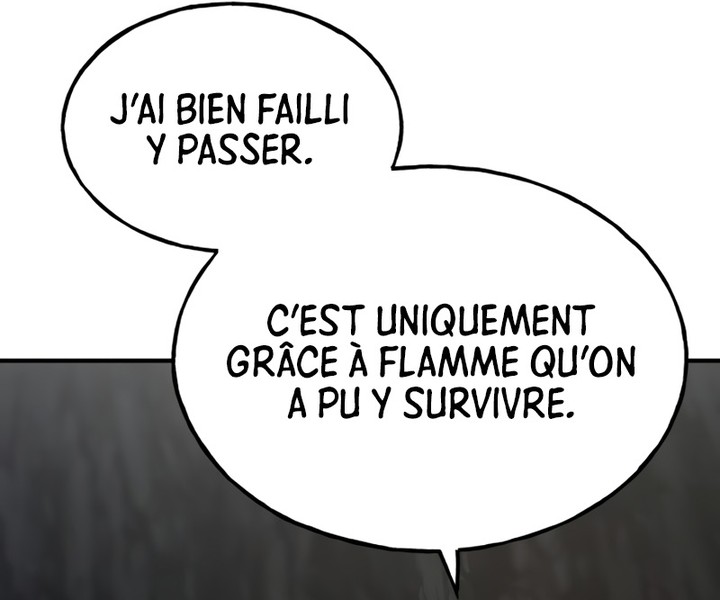 J'AI BIEN FAILLI
Y PASSER.
C'EST UNIQUEMENT
GRÂCE À FLAMME QU'ON
A PU Y SURVIVRE.